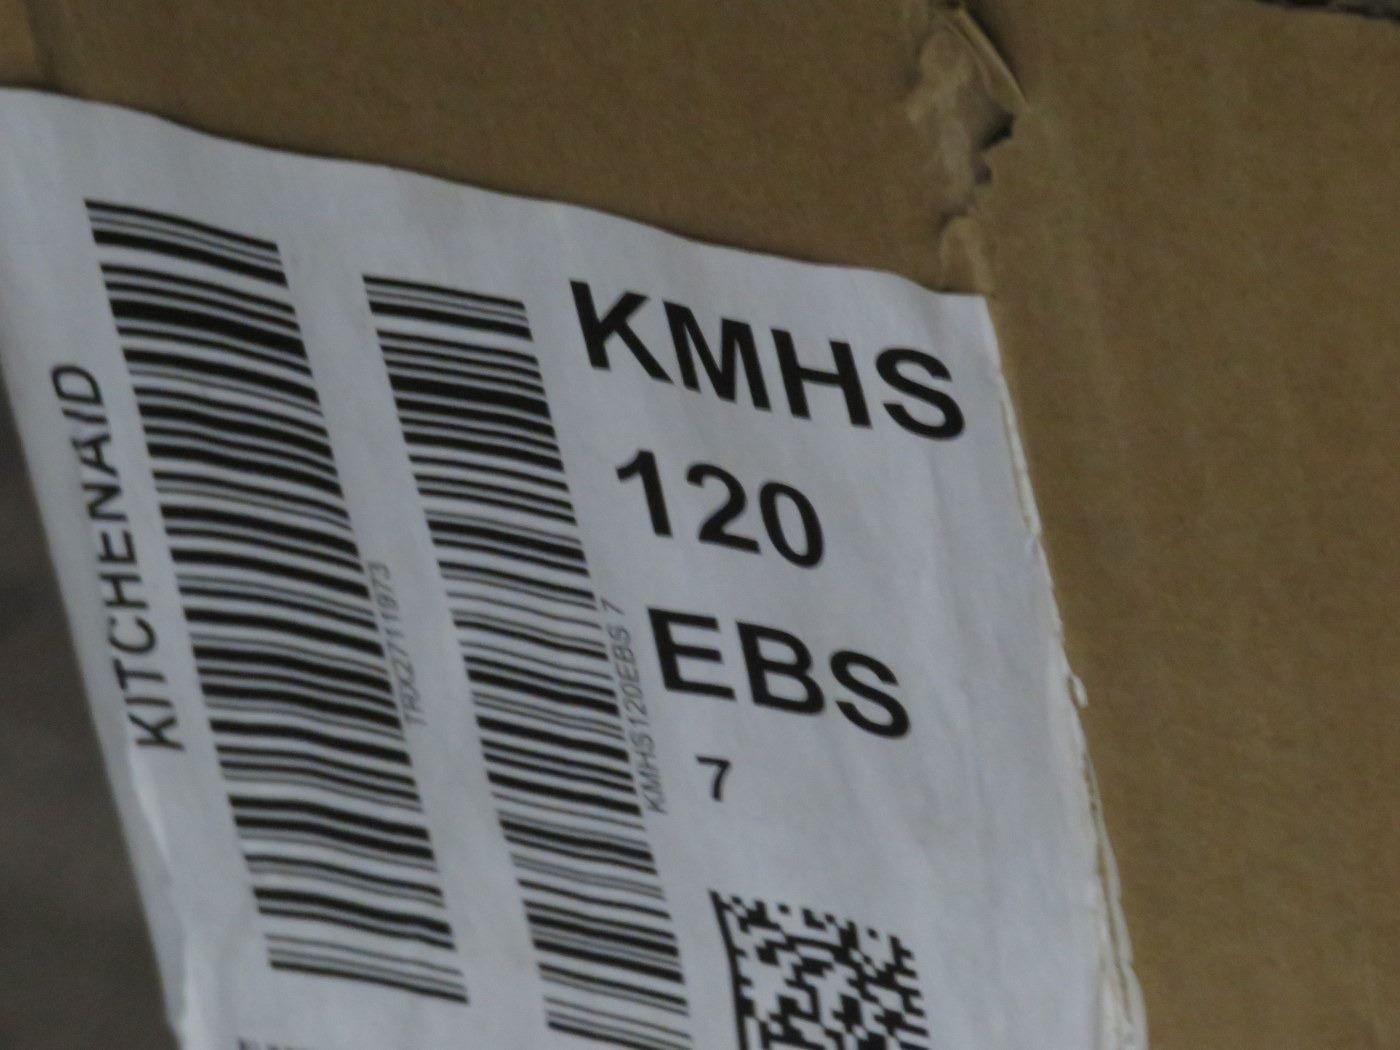 KITCHENAID
TRX2711973
KMHS120EBS 7
KMHS
120
EBS
7